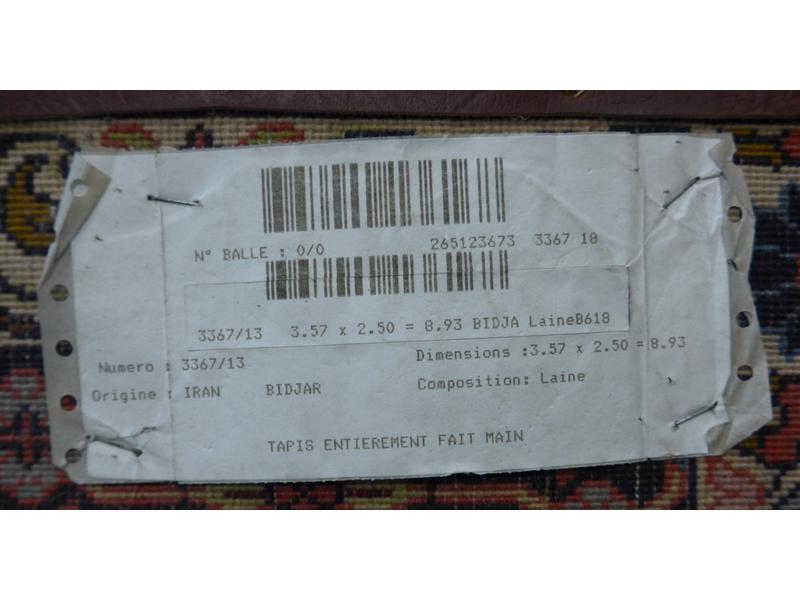 N° BALLE : 0/0 265123673 3367 18
3367/13 3.57 x 2.50 = 8.93 BIDJA LaineB618
Numero : 3367/13 Dimensions :3.57 x 2.50 = 8.93
Origine : IRAN BIDJAR Composition: Laine
TAPIS ENTIEREMENT FAIT MAIN